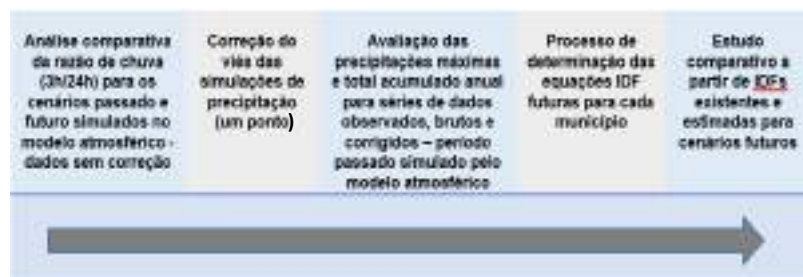 Análise comparativa
da razão de chuva
(3h/24h) para os
cenários passado e
futuro simulados no
modelo atmosférico -
dados sem correção
Correção do
viés das
simulações de
precipitação
(um ponto)
Avaliação das
precipitações máximas
e total acumulado anual
para séries de dados
observados, brutos e
corrigidos – período
passado simulado pelo
modelo atmosférico
Processo de
determinação das
equações IDF
futuras para cada
município
Estudo
comparativo a
partir de IDFs
existentes e
estimadas para
cenários futuros